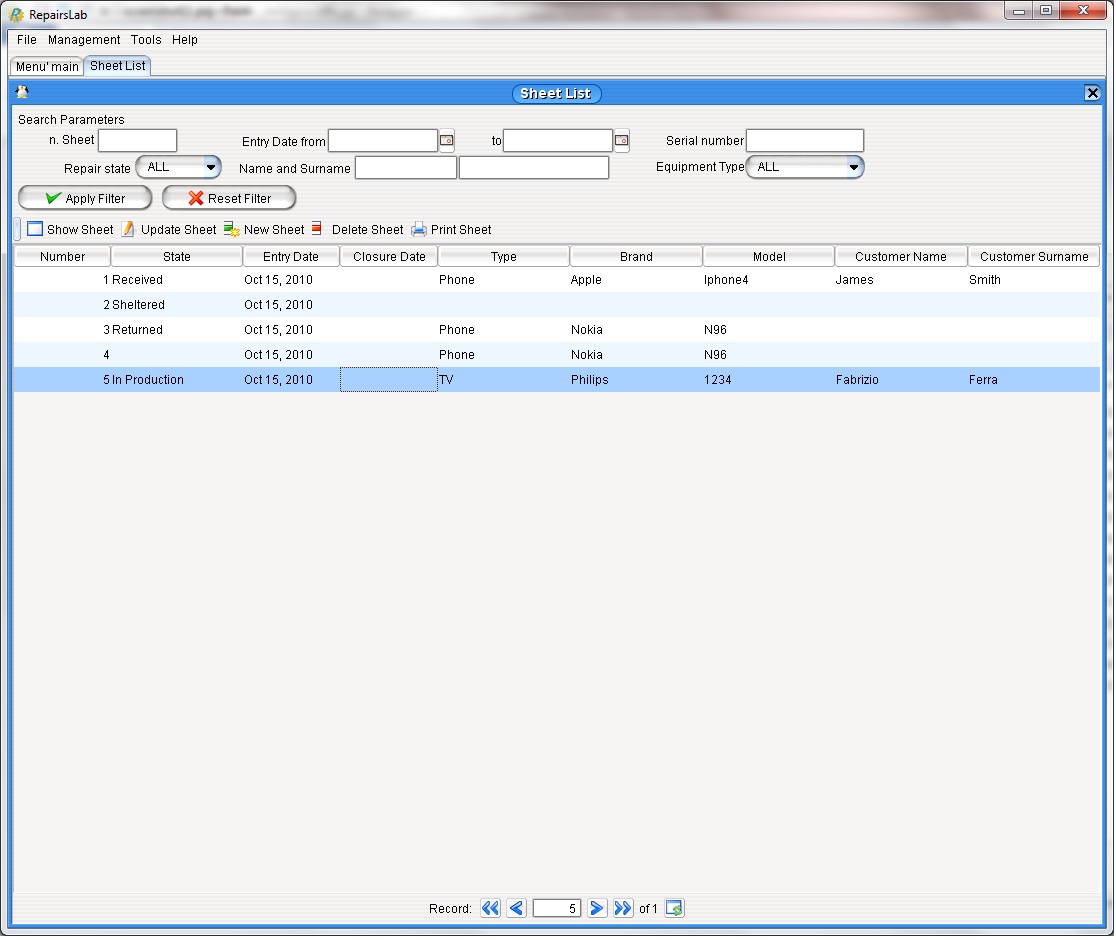 RepairsLab
File Management Tools Help
Menu' main Sheet List
Sheet List
Search Parameters
n. Sheet Entry Date from to Serial number
Repair state ALL Name and Surname Equipment Type ALL
Apply Filter Reset Filter
Show Sheet Update Sheet New Sheet Delete Sheet Print Sheet
Number State Entry Date Closure Date Type Brand Model Customer Name Customer Surname
1 Received Oct 15, 2010 Phone Apple Iphone4 James Smith
2 Sheltered Oct 15, 2010
3 Returned Oct 15, 2010 Phone Nokia N96
4 Oct 15, 2010 Phone Nokia N96
5 In Production Oct 15, 2010 TV Philips 1234 Fabrizio Ferra
Record: 5 of 1